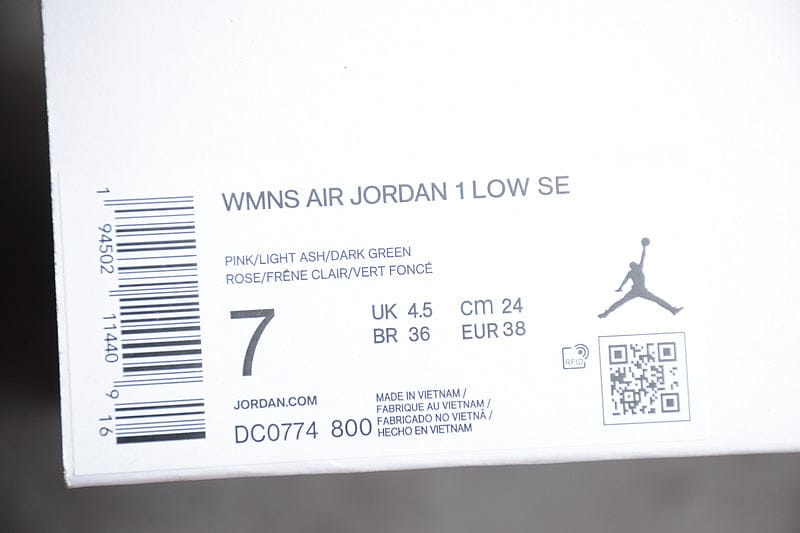 WMNS AIR JORDAN 1 LOW SE
PINK/LIGHT ASH/DARK GREEN
ROSE/FRÊNE CLAIR/VERT FONCÉ
7
UK 4.5 cm 24
BR 36 EUR 38
RFID
JORDAN.COM
DC0774 800
MADE IN VIETNAM /
FABRIQUE AU VIETNAM /
FABRICADO NO VIETNÃ /
HECHO EN VIETNAM
1 94502 11440 9 16